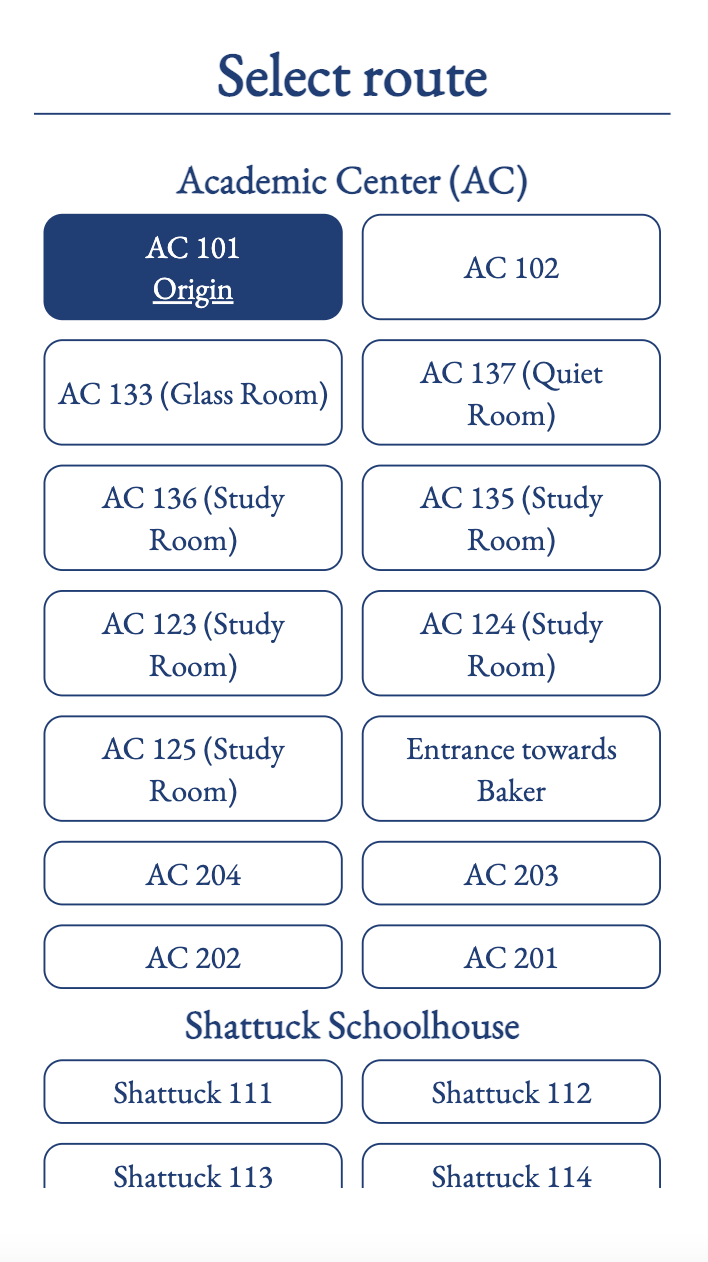 Select route
Academic Center (AC)
AC 101
Origin
AC 102
AC 133 (Glass Room)
AC 137 (Quiet
Room)
AC 136 (Study
Room)
AC 135 (Study
Room)
AC 123 (Study
Room)
AC 124 (Study
Room)
AC 125 (Study
Room)
Entrance towards
Baker
AC 204
AC 203
AC 202
AC 201
Shattuck Schoolhouse
Shattuck 111
Shattuck 112
Shattuck 113
Shattuck 114